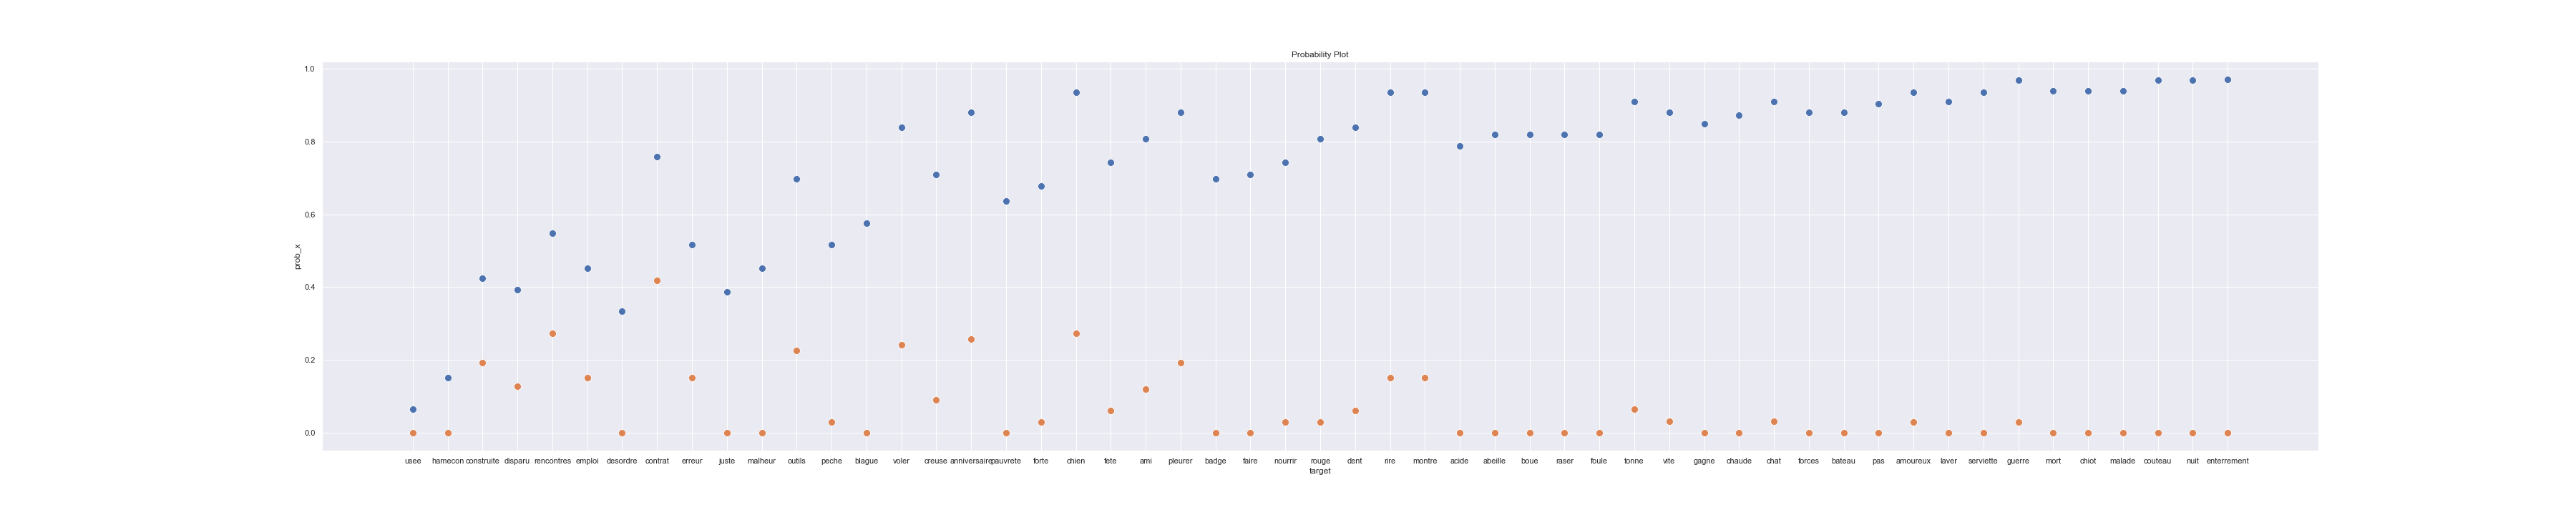 Probability Plot
1.0
0.8
0.6
0.4
0.2
0.0
prob_x
usee hamecon construite disparu rencontres emploi desordre contrat erreur juste malheur outils peche blague voler creuse anniversaire pauvrete forte chien fete ami pleurer badge faire nourrir rouge dent rire montre acide abeille boue raser foule tonne vite gagne chaude chat forces bateau pas amoureux laver serviette guerre mort chiot malade couteau nuit enterrement
target